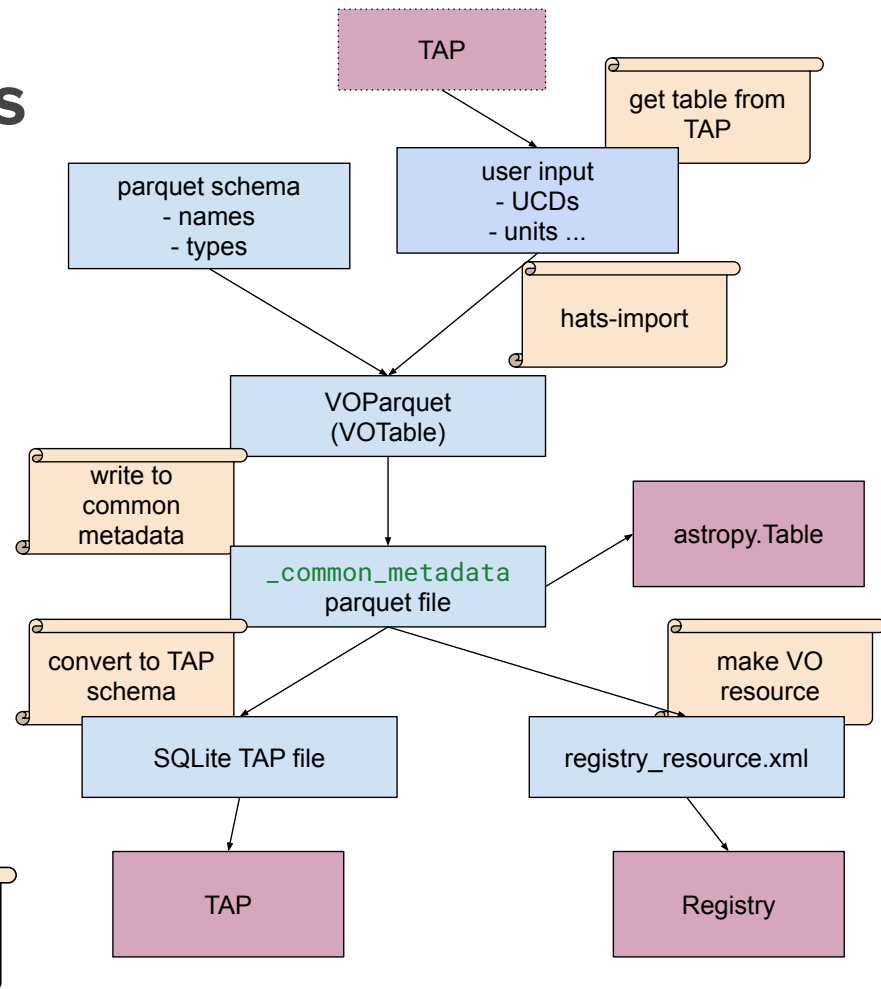 s
TAP
get table from
TAP
parquet schema
- names
- types
user input
- UCDs
- units ...
hats-import
VOParquet
(VOTable)
write to
common
metadata
astropy.Table
_common_metadata
parquet file
convert to TAP
schema
make VO
resource
SQLite TAP file
registry_resource.xml
TAP
Registry